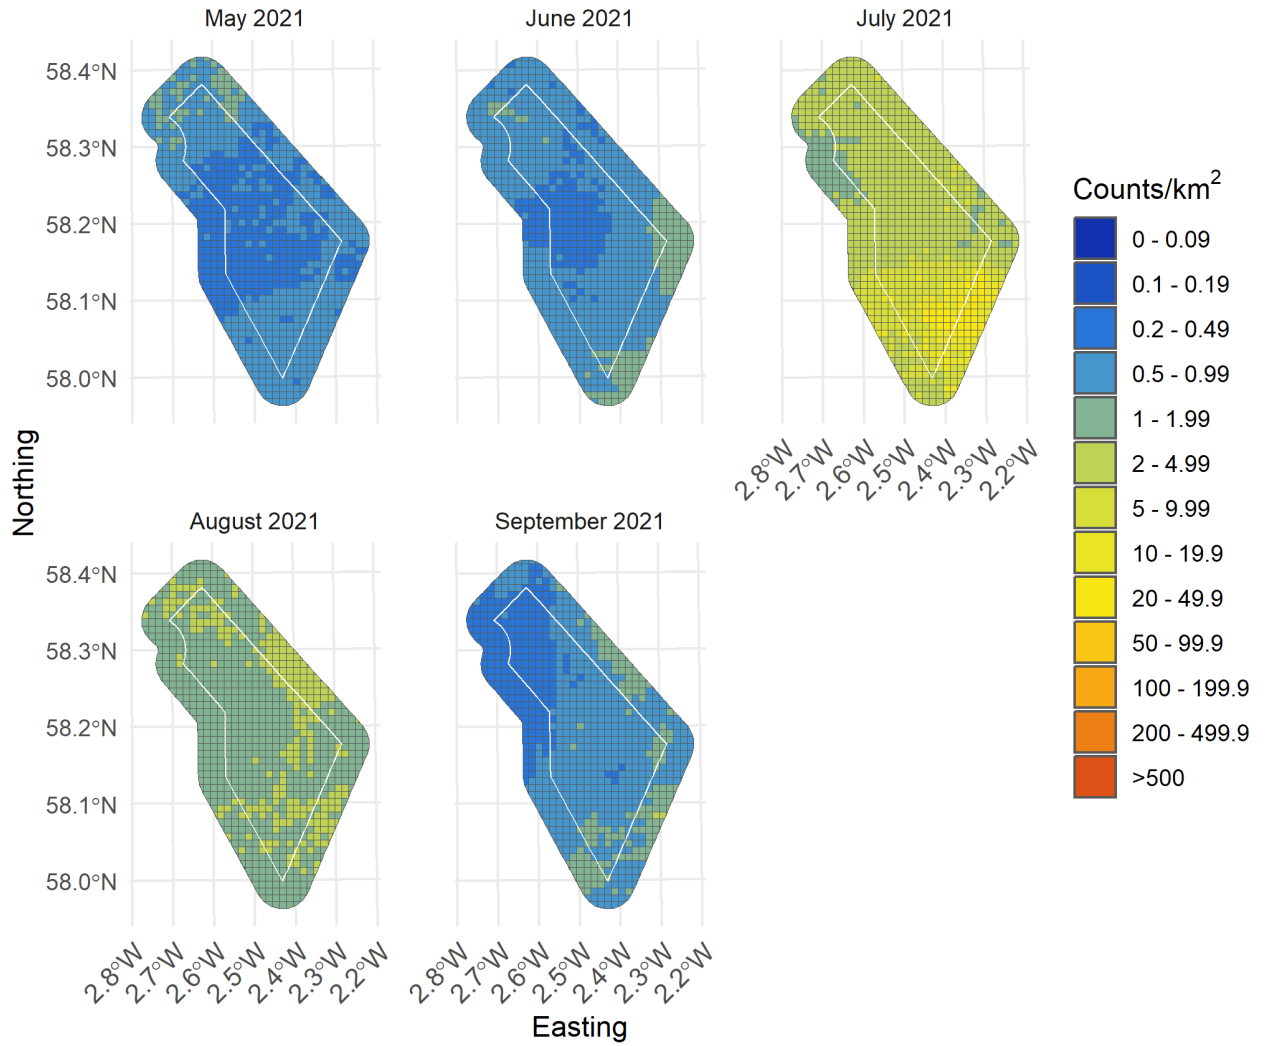 May 2021
June 2021
July 2021
58.4°N
58.3°N
58.2°N
58.1°N
58.0°N
2.8°W
2.7°W
2.6°W
2.5°W
2.4°W
2.3°W
2.2°W
Northing
August 2021
September 2021
58.4°N
58.3°N
58.2°N
58.1°N
58.0°N
2.8°W
2.7°W
2.6°W
2.5°W
2.4°W
2.3°W
2.2°W
2.8°W
2.7°W
2.6°W
2.5°W
2.4°W
2.3°W
2.2°W
Easting
Counts/km²
0 - 0.09
0.1 - 0.19
0.2 - 0.49
0.5 - 0.99
1 - 1.99
2 - 4.99
5 - 9.99
10 - 19.9
20 - 49.9
50 - 99.9
100 - 199.9
200 - 499.9
>500